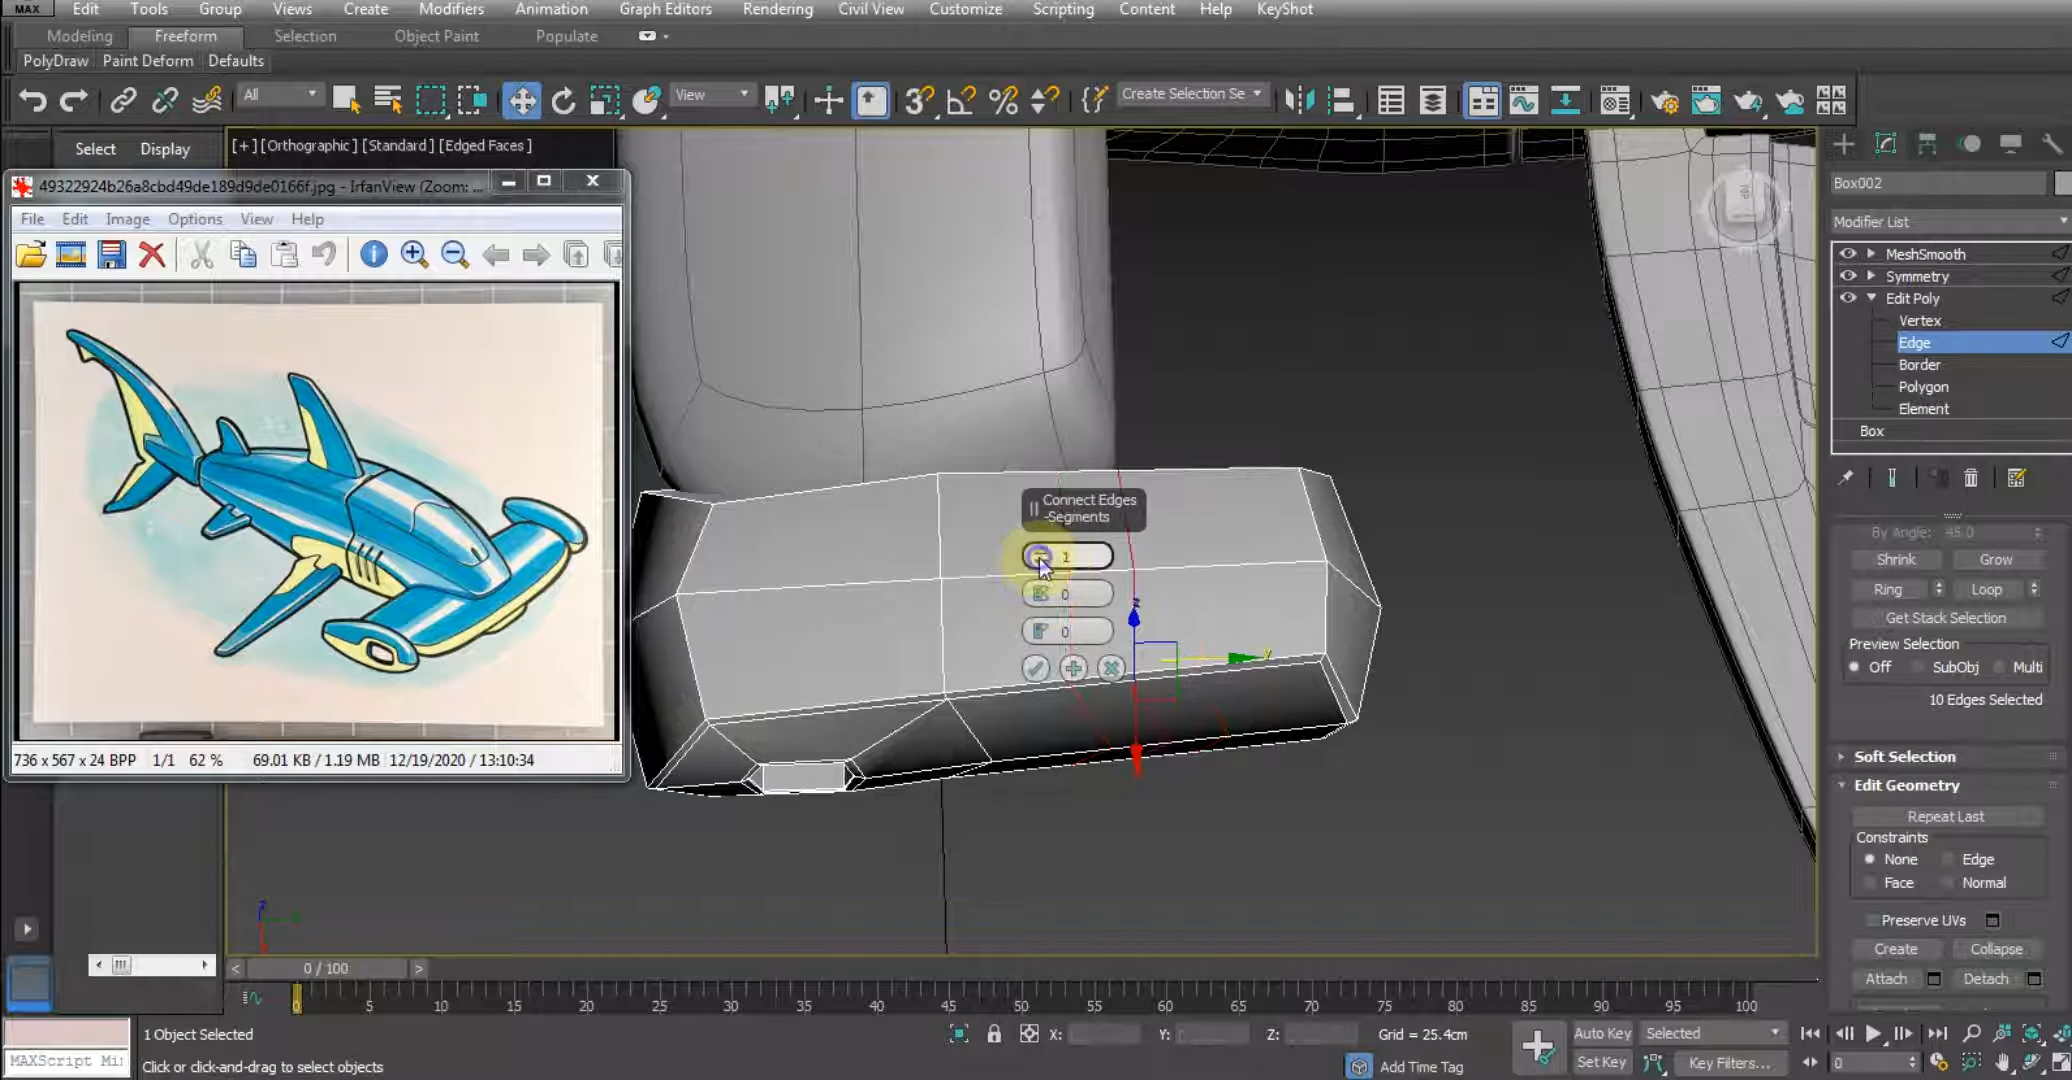 MAX
Edit Tools Group Views Create Modifiers Animation Graph Editors Rendering Civil View Customize Scripting Content Help KeyShot
Modeling Freeform Selection Object Paint Populate
PolyDraw Paint Deform Defaults
All View Create Selection Se
Select Display
[+] [Orthographic] [Standard] [Edged Faces]
49322924b26a8cbd49de189d9de0166f.jpg - IrfanView (Zoom: ...
File Edit Image Options View Help
736 x 567 x 24 BPP 1/1 62 % 69.01 KB / 1.19 MB 12/19/2020 / 13:10:34
Connect Edges
-Segments
1
0
0
z
y
Box002
Modifier List
MeshSmooth
Symmetry
Edit Poly
Vertex
Edge
Border
Polygon
Element
Box
By Angle: 45.0
Shrink Grow
Ring Loop
Get Stack Selection
Preview Selection
Off SubObj Multi
10 Edges Selected
Soft Selection
Edit Geometry
Repeat Last
Constraints
None Edge
Face Normal
Preserve UVs
Create Collapse
Attach Detach
z
< 0 / 100 >
0 5 10 15 20 25 30 35 40 45 50 55 60 65 70 75 80 85 90 95 100
1 Object Selected X: Y: Z: Grid = 25.4cm Auto Key Selected
MAXScript Mi
Click or click-and-drag to select objects Add Time Tag Set Key Key Filters... 0